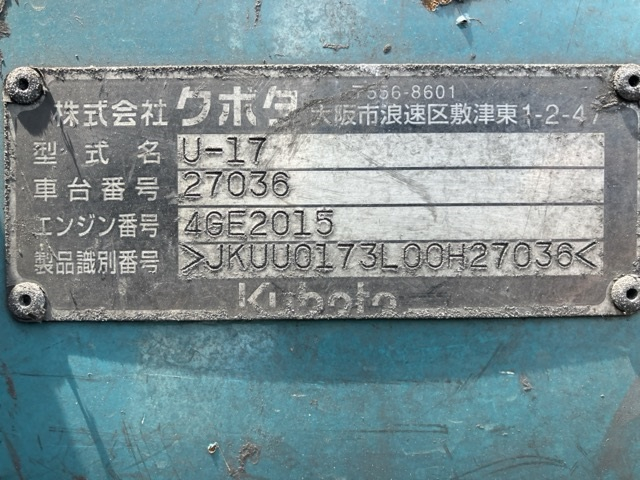 〒556-8601
株式会社 クボタ 大阪市浪速区敷津東1-2-47
型式名 U-17
車台番号 27036
エンジン番号 4GE2015
製品識別番号 >JKUU0173L00H27036<
Kubota